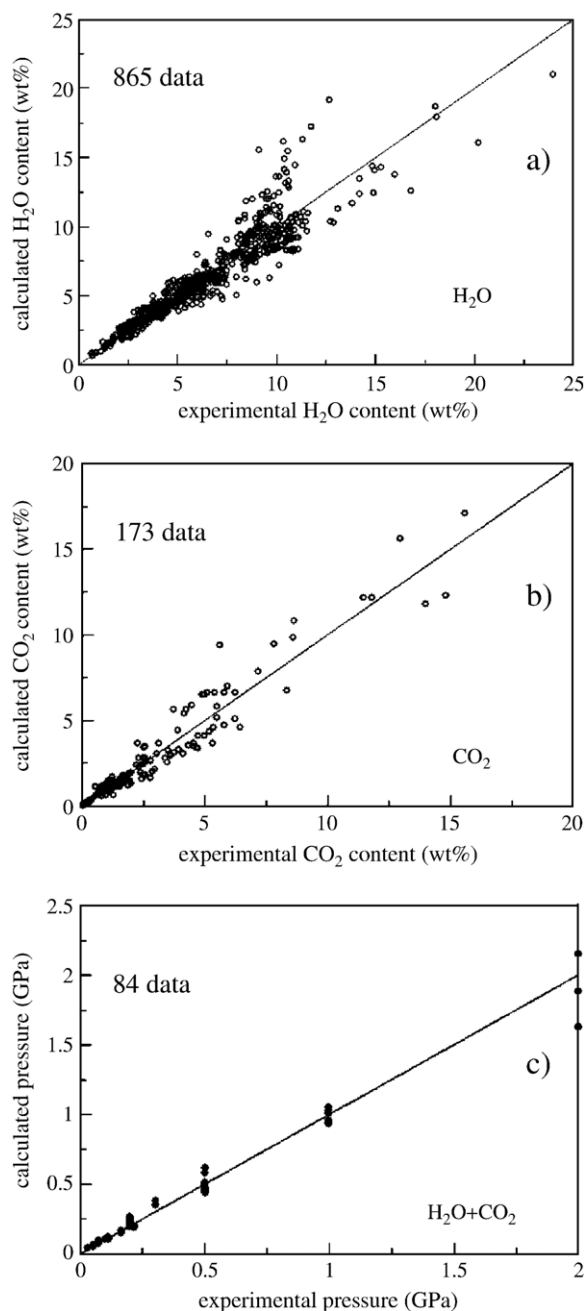 25
865 data
20
calculated H₂O content (wt%)
a)
15
10
5
H₂O
0
0 5 10 15 20 25
experimental H₂O content (wt%)
20
173 data
calculated CO₂ content (wt%)
15
b)
10
5
CO₂
0
0 5 10 15 20
experimental CO₂ content (wt%)
2.5
84 data
calculated pressure (GPa)
2
1.5
c)
1
0.5
H₂O+CO₂
0
0 0.5 1 1.5 2
experimental pressure (GPa)